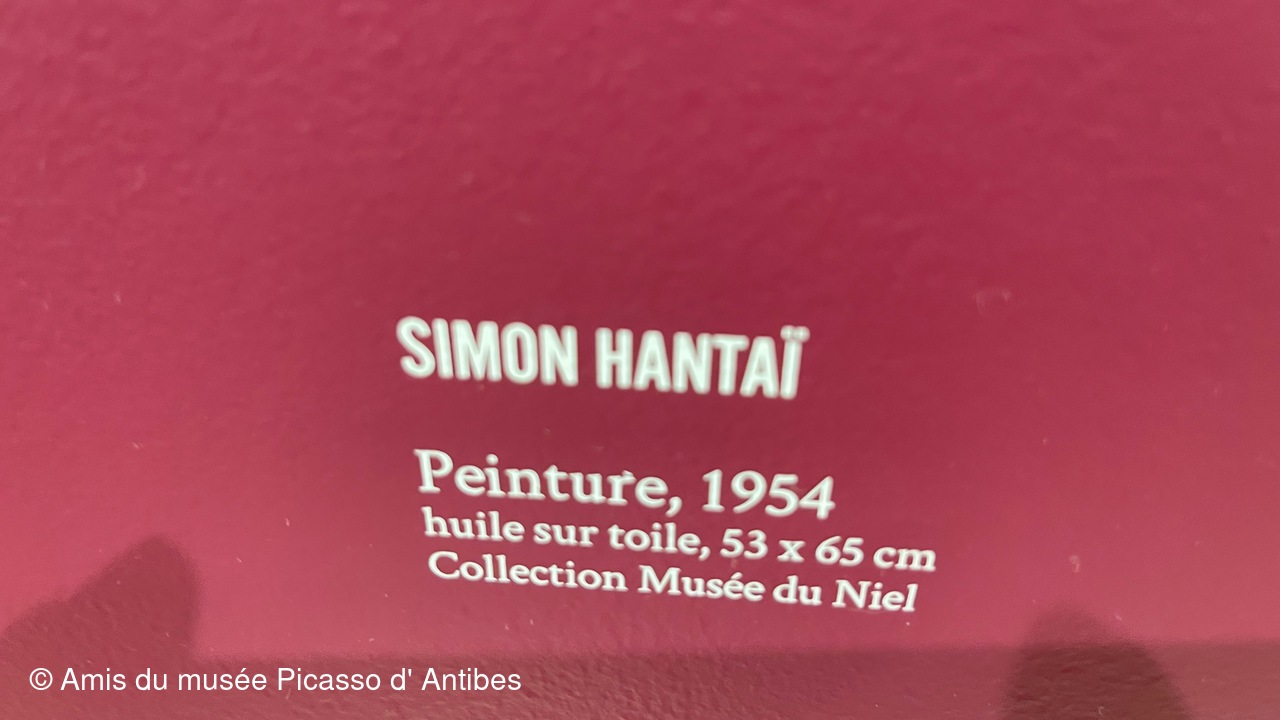 SIMON HANTAÏ
Peinture, 1954
huile sur toile, 53 x 65 cm
Collection Musée du Niel
© Amis du musée Picasso d' Antibes